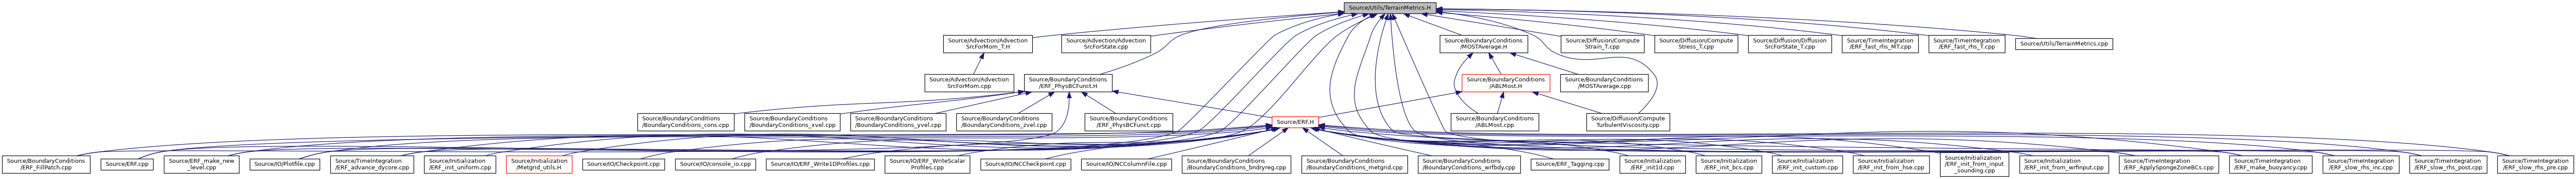 Source/Utils/TerrainMetrics.H
Source/Advection/Advection
SrcForMom_T.H
Source/Advection/Advection
SrcForState.cpp
Source/BoundaryConditions
/MOSTAverage.H
Source/Diffusion/Compute
Strain_T.cpp
Source/Diffusion/Compute
Stress_T.cpp
Source/Diffusion/Diffusion
SrcForState_T.cpp
Source/TimeIntegration
/ERF_fast_rhs_MT.cpp
Source/TimeIntegration
/ERF_fast_rhs_T.cpp
Source/Utils/TerrainMetrics.cpp
Source/Advection/Advection
SrcForMom.cpp
Source/BoundaryConditions
/ERF_PhysBCFunct.H
Source/BoundaryConditions
/ABLMost.H
Source/BoundaryConditions
/MOSTAverage.cpp
Source/BoundaryConditions
/BoundaryConditions_cons.cpp
Source/BoundaryConditions
/BoundaryConditions_xvel.cpp
Source/BoundaryConditions
/BoundaryConditions_yvel.cpp
Source/BoundaryConditions
/BoundaryConditions_zvel.cpp
Source/BoundaryConditions
/ERF_PhysBCFunct.cpp
Source/ERF.H
Source/BoundaryConditions
/ABLMost.cpp
Source/Diffusion/Compute
TurbulentViscosity.cpp
Source/BoundaryConditions
/ERF_FillPatch.cpp
Source/ERF.cpp
Source/ERF_make_new
_level.cpp
Source/IO/Plotfile.cpp
Source/TimeIntegration
/ERF_advance_dycore.cpp
Source/Initialization
/ERF_init_uniform.cpp
Source/Initialization
/Metgrid_utils.H
Source/IO/Checkpoint.cpp
Source/IO/console_io.cpp
Source/IO/ERF_Write1DProfiles.cpp
Source/IO/ERF_WriteScalar
Profiles.cpp
Source/IO/NCCheckpoint.cpp
Source/IO/NCColumnFile.cpp
Source/BoundaryConditions
/BoundaryConditions_bndryreg.cpp
Source/BoundaryConditions
/BoundaryConditions_metgrid.cpp
Source/BoundaryConditions
/BoundaryConditions_wrfbdy.cpp
Source/ERF_Tagging.cpp
Source/Initialization
/ERF_init1d.cpp
Source/Initialization
/ERF_init_bcs.cpp
Source/Initialization
/ERF_init_custom.cpp
Source/Initialization
/ERF_init_from_hse.cpp
Source/Initialization
/ERF_init_from_input
_sounding.cpp
Source/Initialization
/ERF_init_from_wrfinput.cpp
Source/TimeIntegration
/ERF_ApplySpongeZoneBCs.cpp
Source/TimeIntegration
/ERF_make_buoyancy.cpp
Source/TimeIntegration
/ERF_slow_rhs_inc.cpp
Source/TimeIntegration
/ERF_slow_rhs_post.cpp
Source/TimeIntegration
/ERF_slow_rhs_pre.cpp